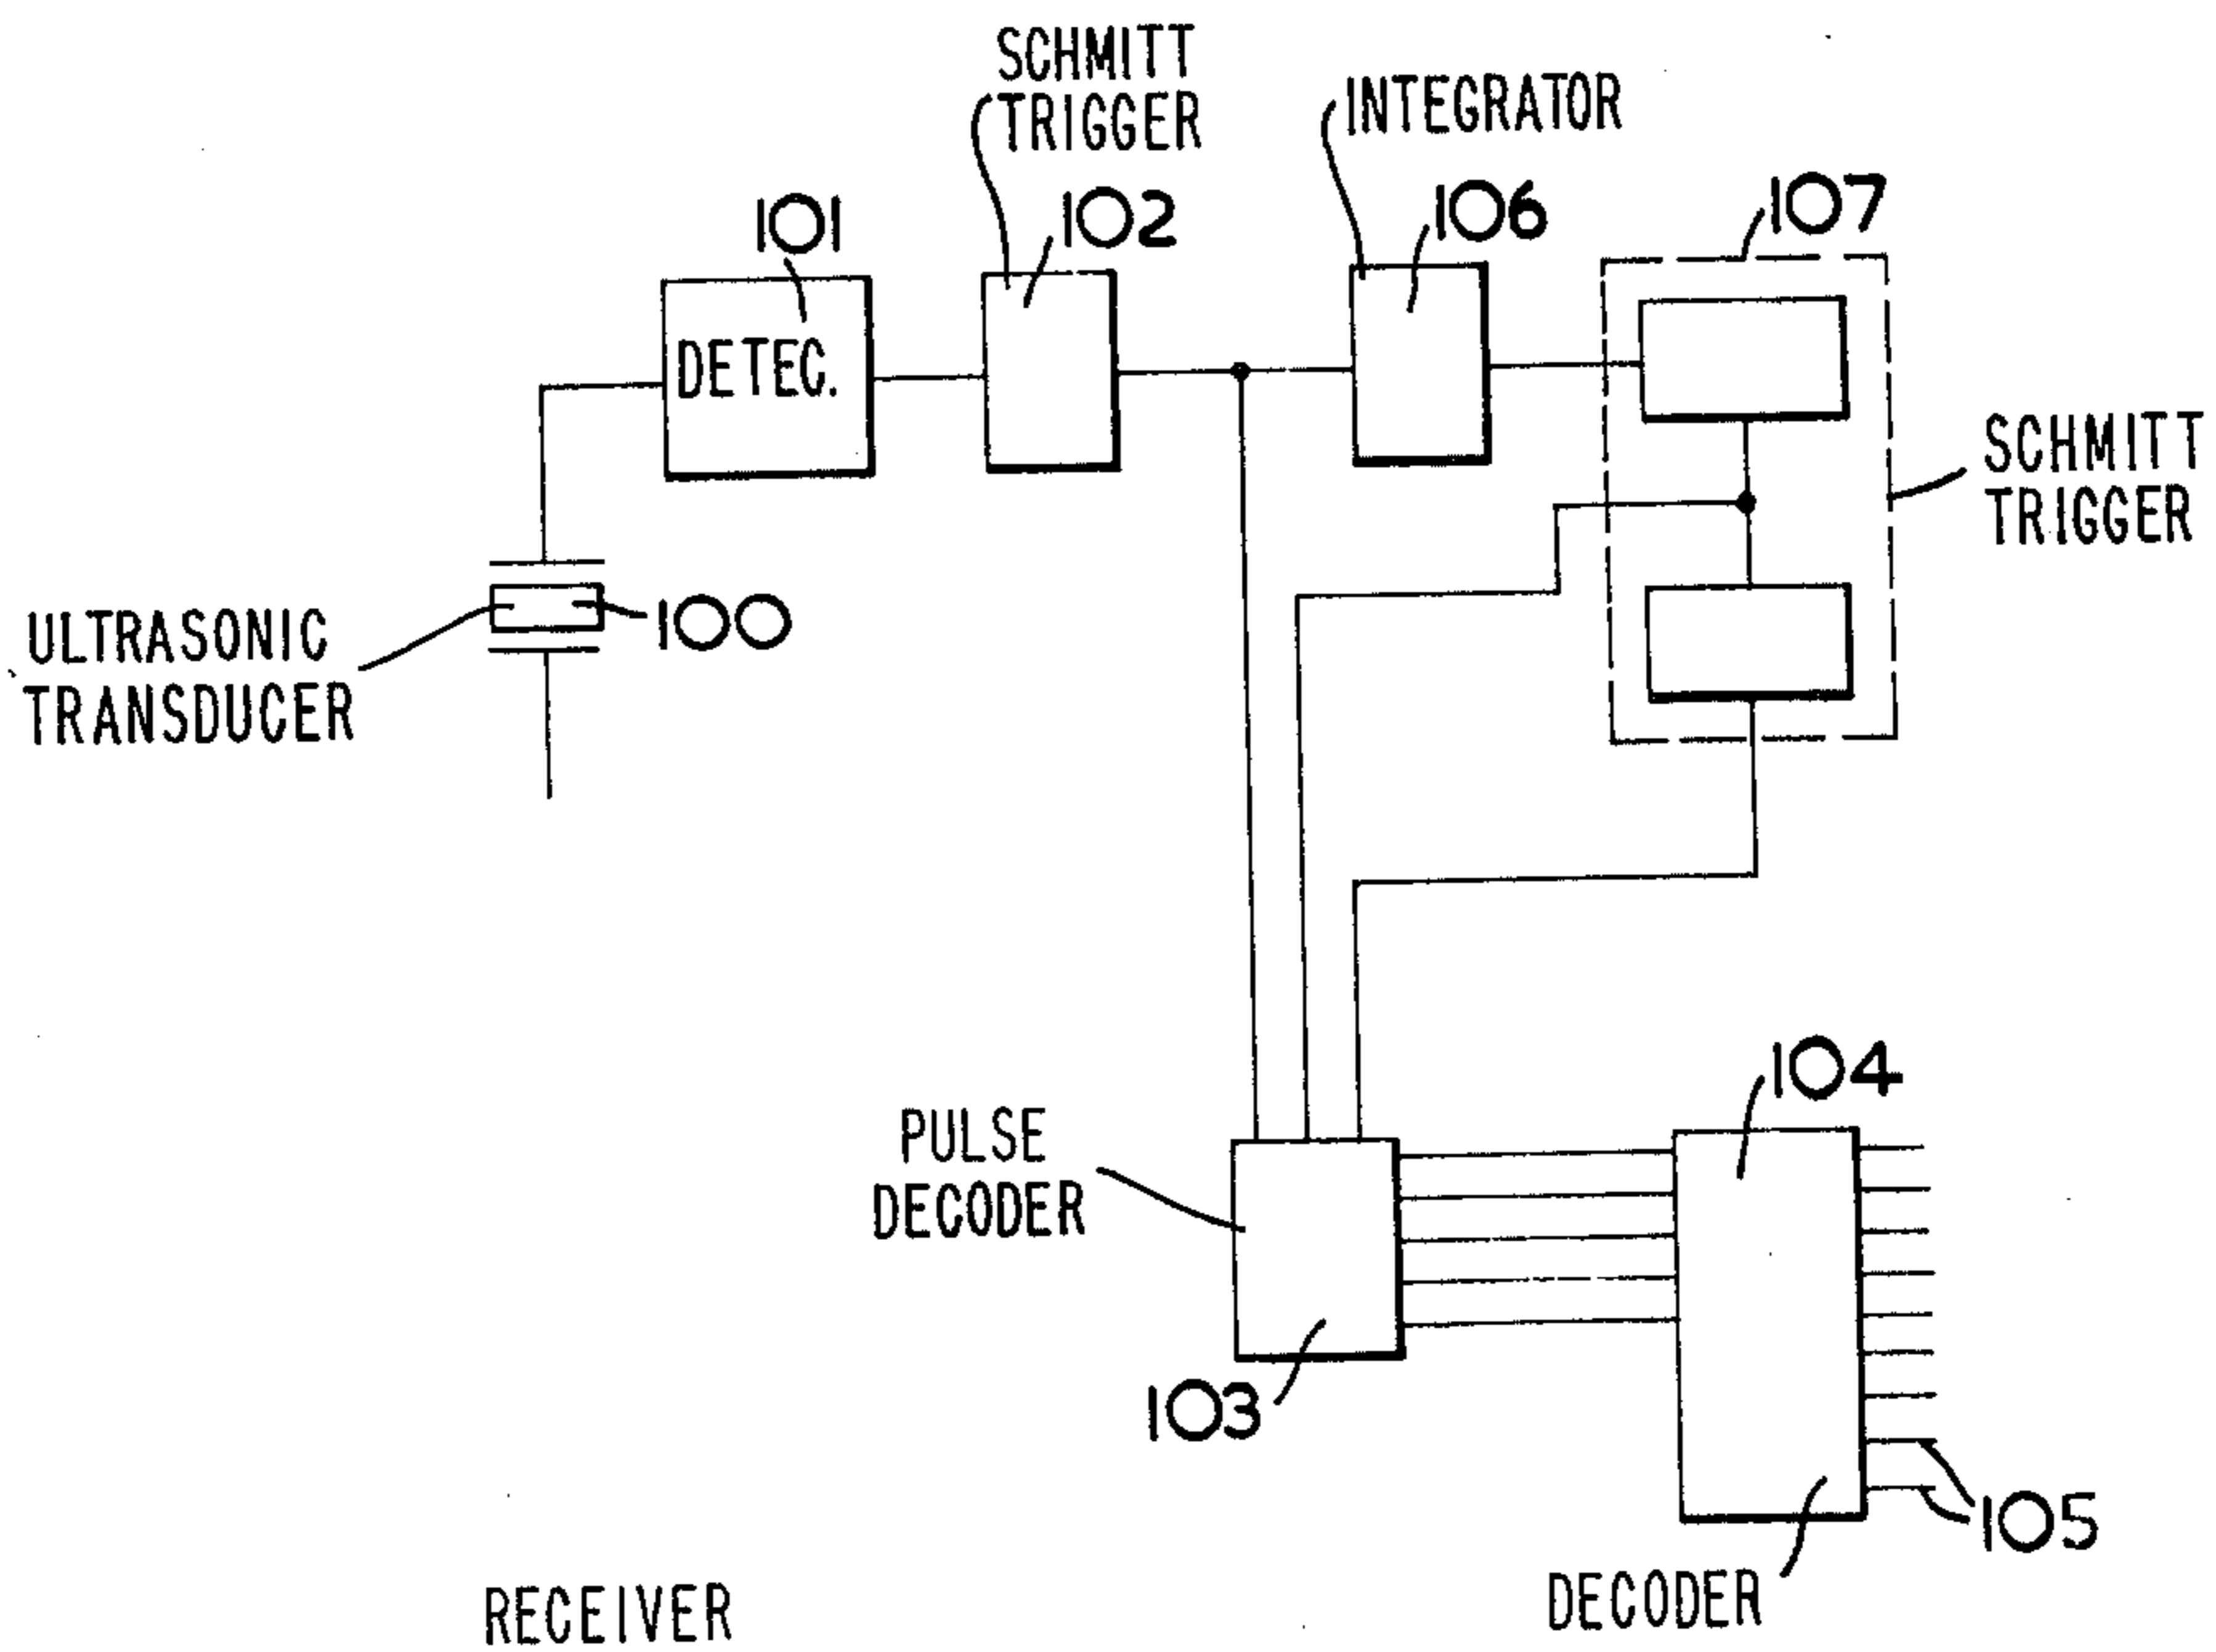 SCHMITT
TRIGGER
INTEGRATOR
101
102
106
107
DETEC.
SCHMITT
TRIGGER
ULTRASONIC
TRANSDUCER
100
104
PULSE
DECODER
103
105
DECODER
RECEIVER